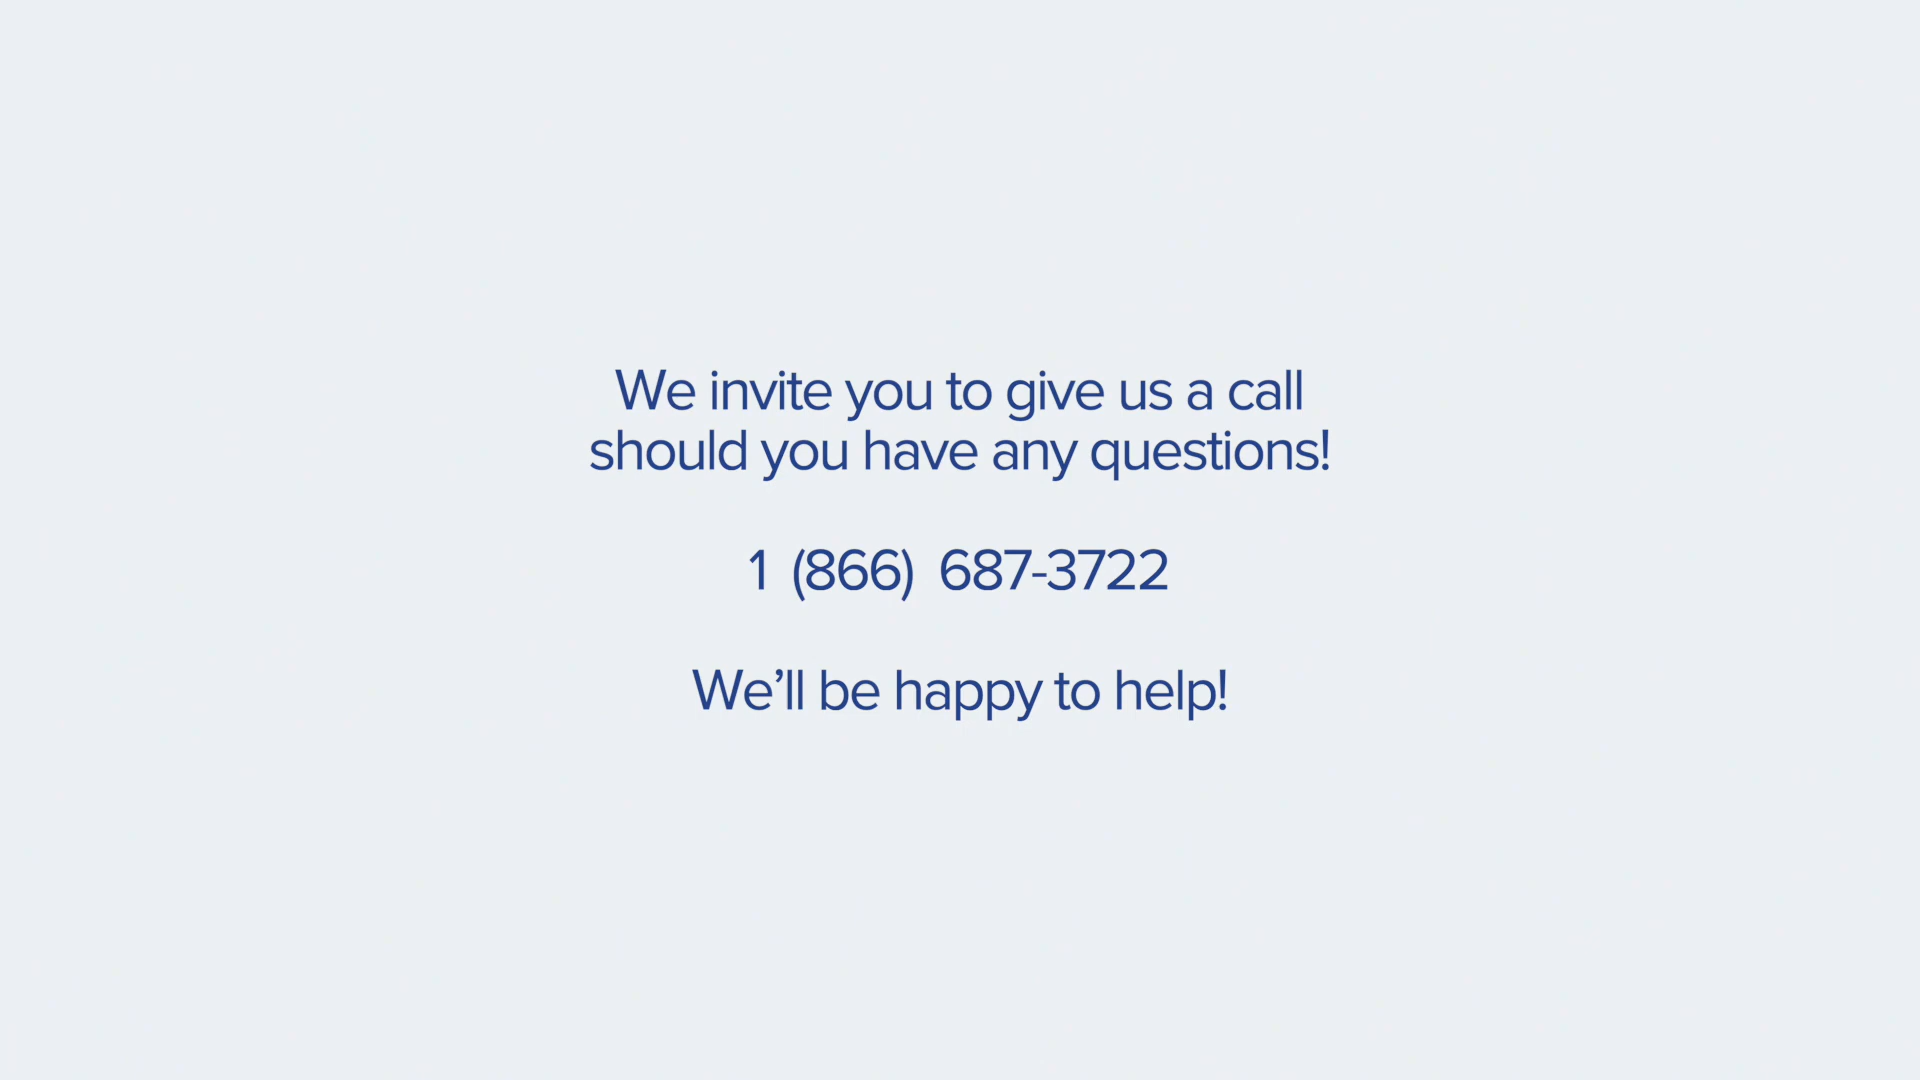 We invite you to give us a call
should you have any questions!
1 (866) 687-3722
We’ll be happy to help!